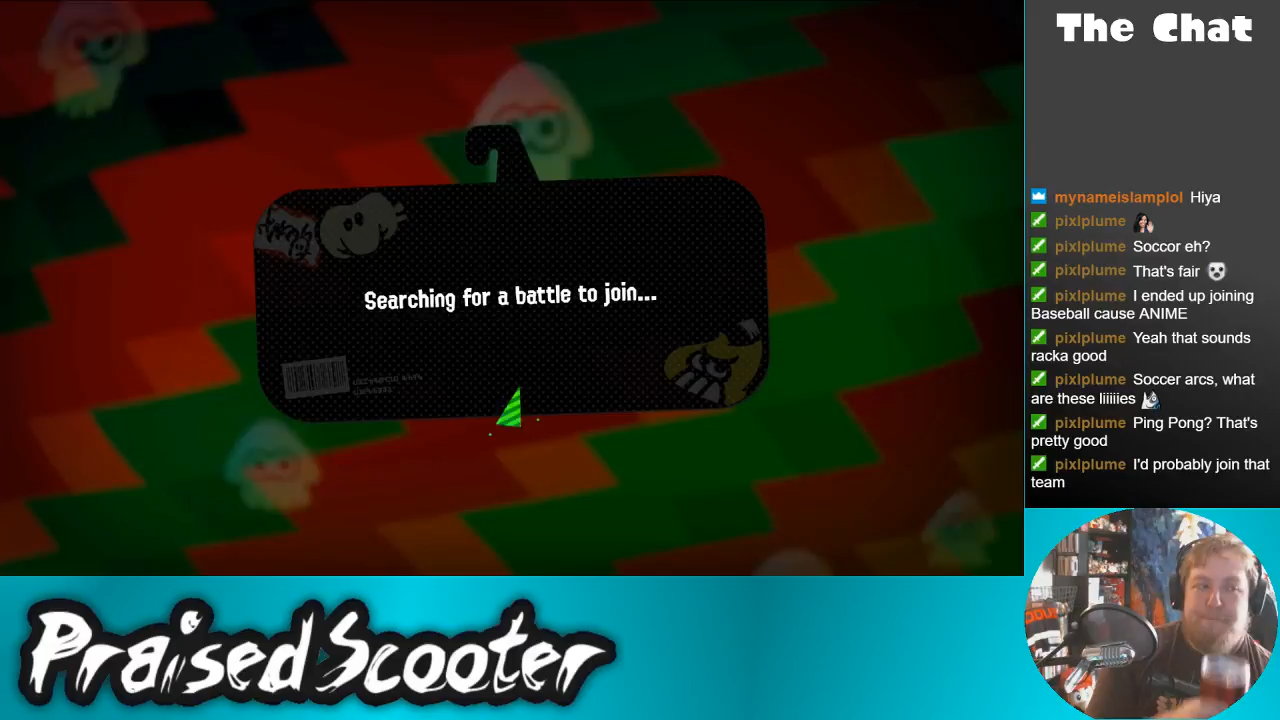 The Chat
mynameislamplol Hiya
pixlplume
pixlplume Soccor eh?
pixlplume That's fair
pixlplume I ended up joining
Baseball cause ANIME
pixlplume Yeah that sounds
racka good
pixlplume Soccer arcs, what
are these liiiiies
pixlplume Ping Pong? That's
pretty good
pixlplume I'd probably join that
team
Searching for a battle to join...
PraisedScooter